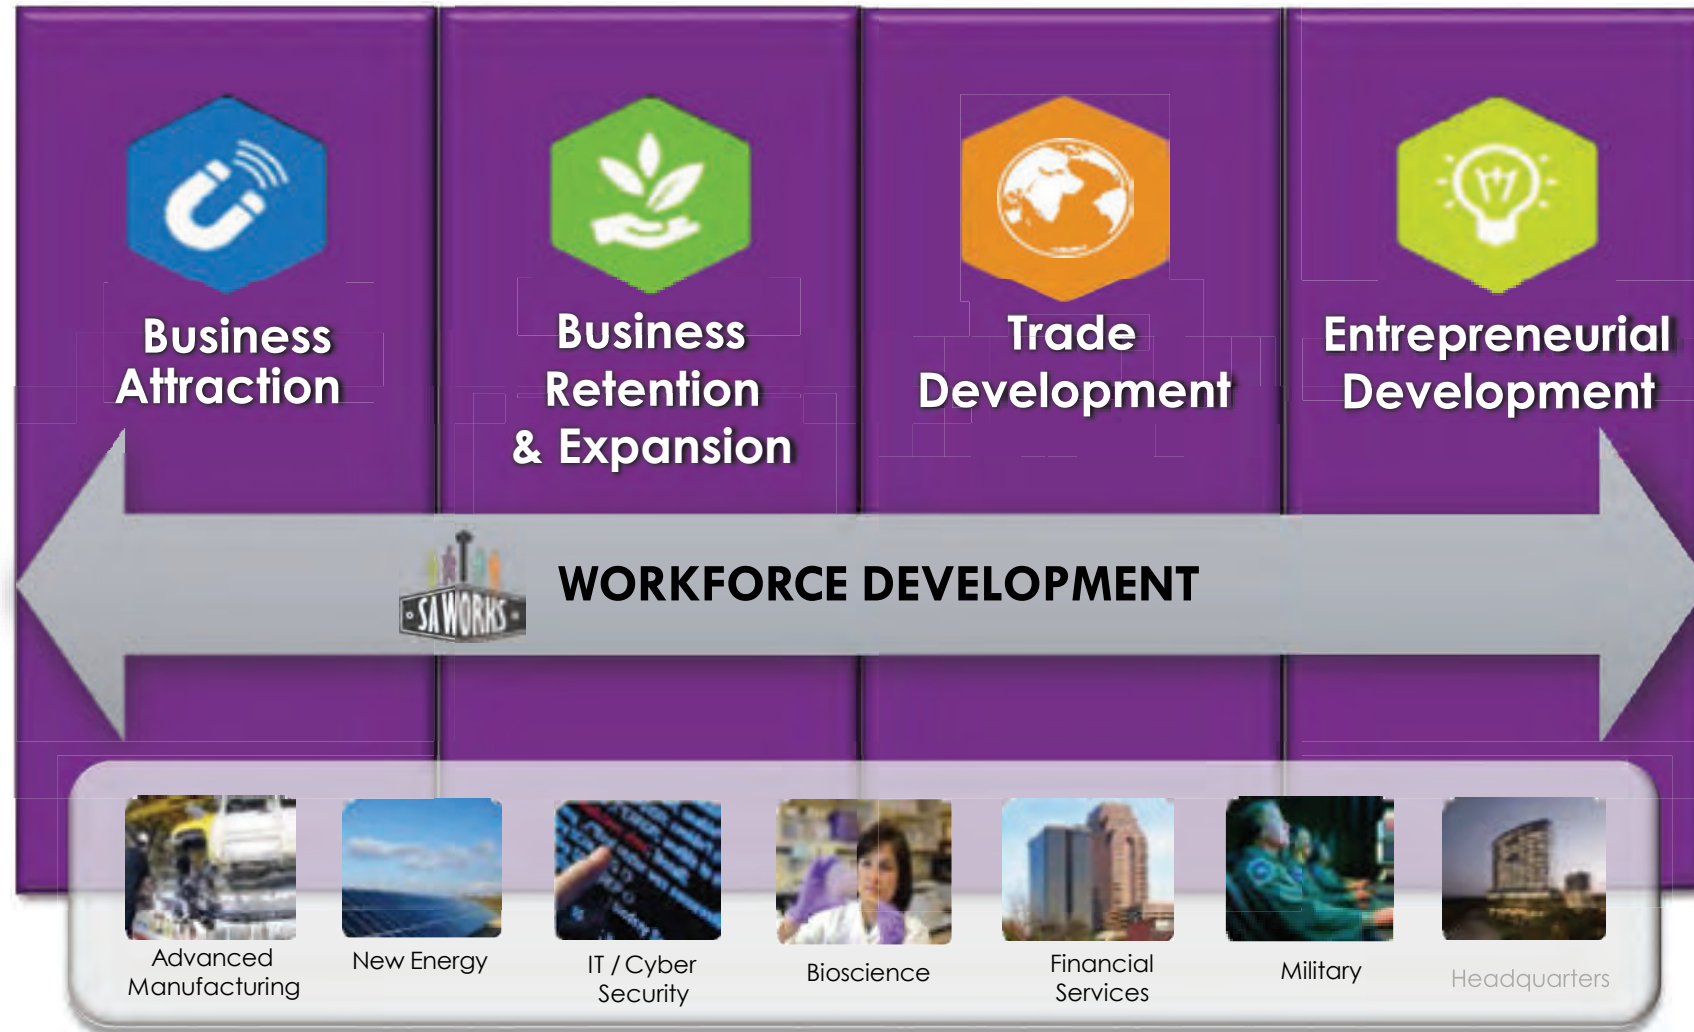 Business
Attraction
Business
Retention
& Expansion
Trade
Development
Entrepreneurial
Development
SA WORKS
WORKFORCE DEVELOPMENT
Advanced
Manufacturing
New Energy
IT / Cyber
Security
Bioscience
Financial
Services
Military
Headquarters